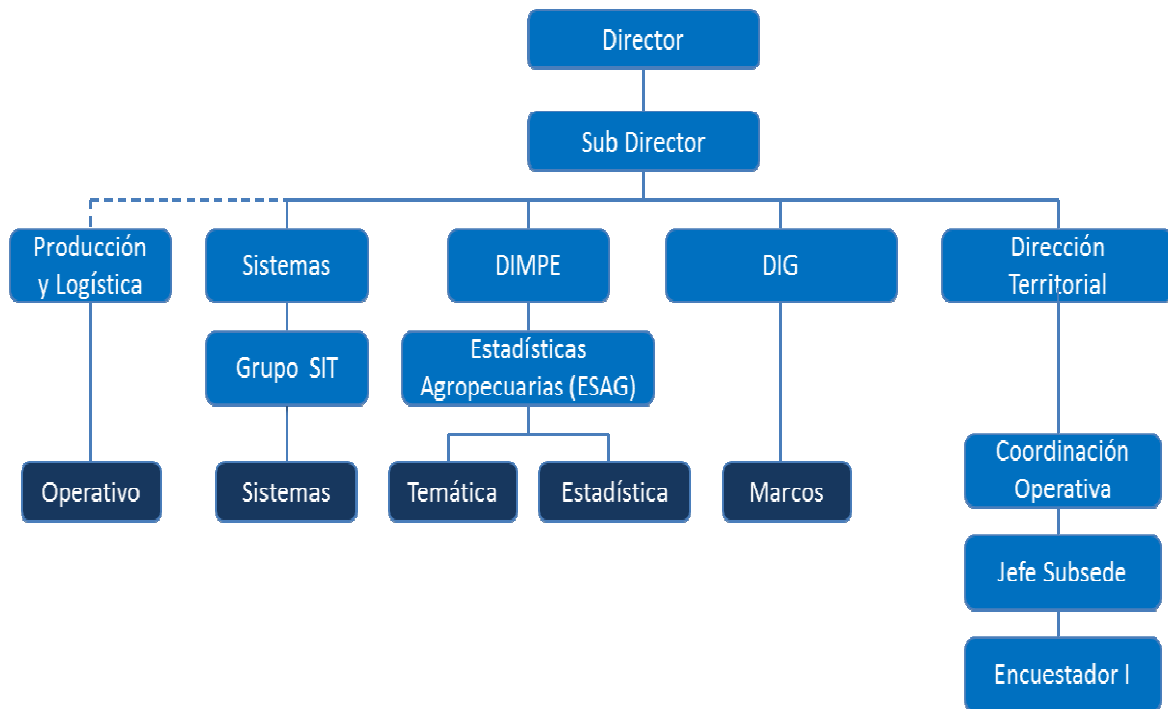 Director
Sub Director
Producción
y Logística
Sistemas
DIMPE
DIG
Dirección
Territorial
Grupo SIT
Estadísticas
Agropecuarias (ESAG)
Operativo
Sistemas
Temática
Estadística
Marcos
Coordinación
Operativa
Jefe Subsede
Encuestador I